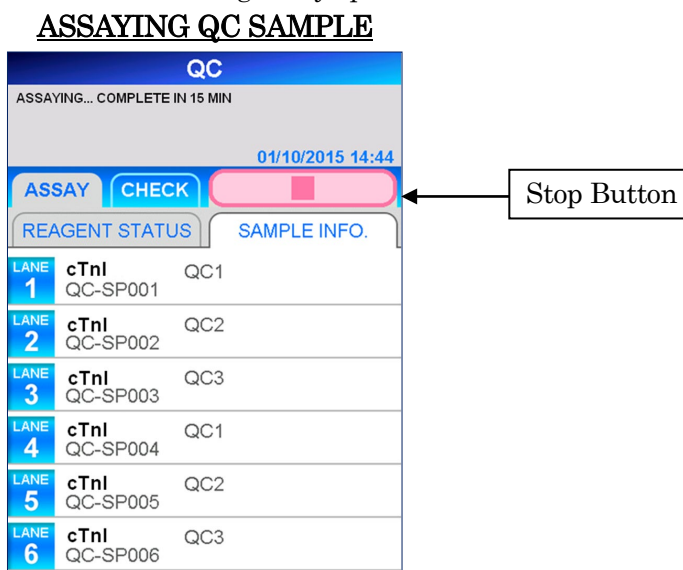 ASSAYING QC SAMPLE
QC
ASSAYING... COMPLETE IN 15 MIN
01/10/2015 14:44
ASSAY CHECK
Stop Button
REAGENT STATUS SAMPLE INFO.
LANE 1 cTnI QC1
QC-SP001
LANE 2 cTnI QC2
QC-SP002
LANE 3 cTnI QC3
QC-SP003
LANE 4 cTnI QC1
QC-SP004
LANE 5 cTnI QC2
QC-SP005
LANE 6 cTnI QC3
QC-SP006